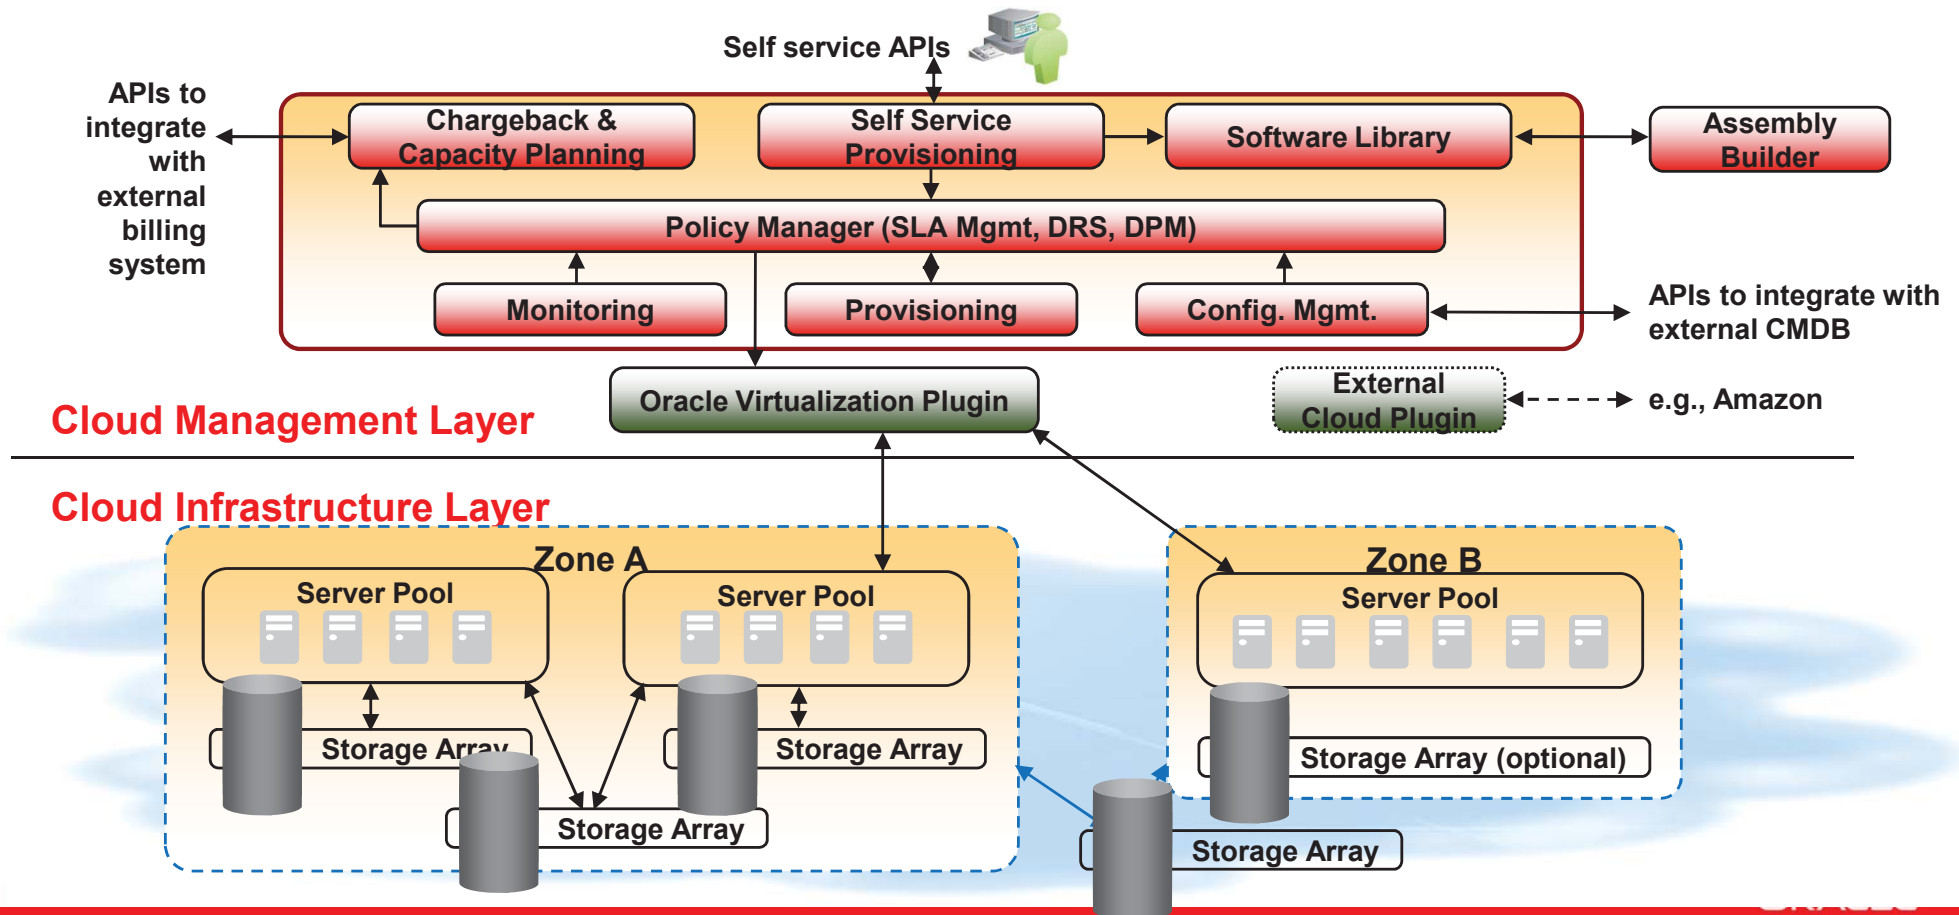 Self service APIs
APIs to
integrate
with
external
billing
system
Chargeback &
Capacity Planning
Self Service
Provisioning
Software Library
Assembly
Builder
Policy Manager (SLA Mgmt, DRS, DPM)
Monitoring
Provisioning
Config. Mgmt.
APIs to integrate with
external CMDB
Oracle Virtualization Plugin
External
Cloud Plugin
e.g., Amazon
Cloud Management Layer
Cloud Infrastructure Layer
Zone A
Server Pool
Server Pool
Storage Array
Storage Array
Storage Array
Zone B
Server Pool
Storage Array (optional)
Storage Array